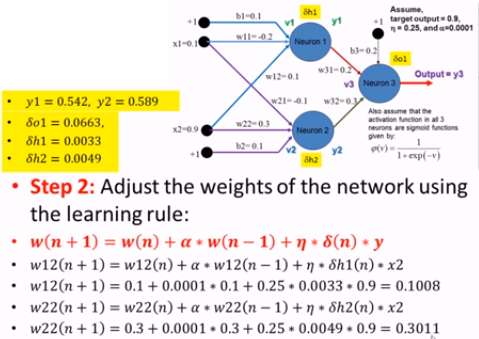 +1
b1=0.1
δh1
v1
y1
Assume,
target output = 0.9,
η = 0.25, and α=0.0001
x1=0.1
w11= -0.2
Neuron 1
+1
b3=0.2
δo1
w12= 0.1
w31= 0.2
v3
Neuron 3
Output = y3
w21= -0.1
w32= 0.3
• y1 = 0.542, y2 = 0.589
• δo1 = 0.0663,
• δh1 = 0.0033
• δh2 = 0.0049
x2=0.9
w22= 0.3
Neuron 2
+1
b2= 0.1
v2
δh2
y2
Also assume that the
activation function in all 3
neurons are sigmoid functions
given by:
φ(v) = 1 / 1+exp(-v)
• Step 2: Adjust the weights of the network using
the learning rule:
• w(n + 1) = w(n) + α * w(n − 1) + η * δ(n) * y
• w12(n + 1) = w12(n) + α * w12(n − 1) + η * δh1(n) * x2
• w12(n + 1) = 0.1 + 0.0001 * 0.1 + 0.25 * 0.0033 * 0.9 = 0.1008
• w22(n + 1) = w22(n) + α * w22(n − 1) + η * δh2(n) * x2
• w22(n + 1) = 0.3 + 0.0001 * 0.3 + 0.25 * 0.0049 * 0.9 = 0.3011